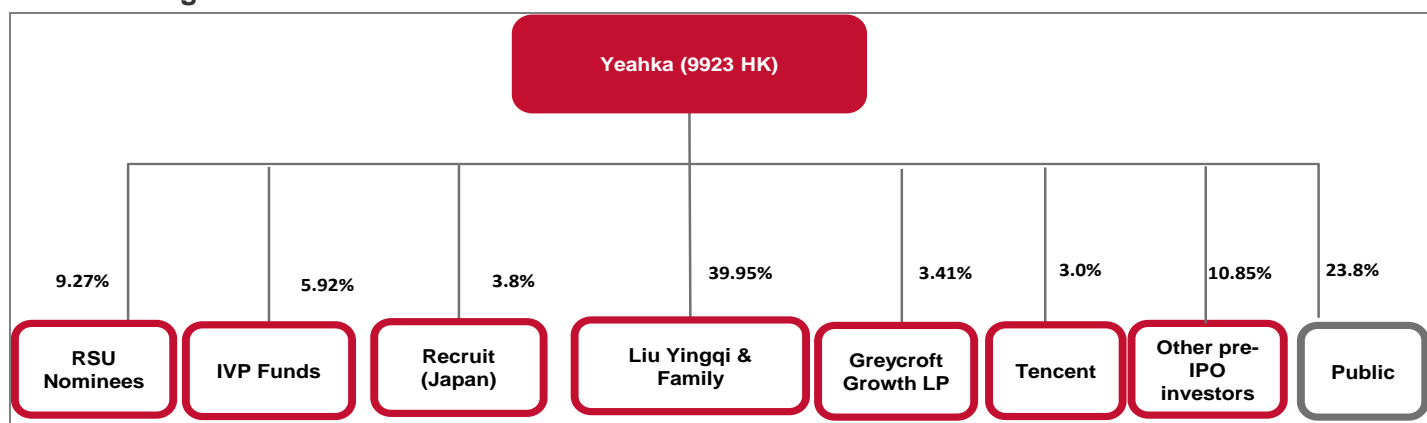 Yeahka (9923 HK)
9.27%
5.92%
3.8%
39.95%
3.41%
3.0%
10.85%
23.8%
RSU
Nominees
IVP Funds
Recruit
(Japan)
Liu Yingqi &
Family
Greycroft
Growth LP
Tencent
Other pre-
IPO
investors
Public